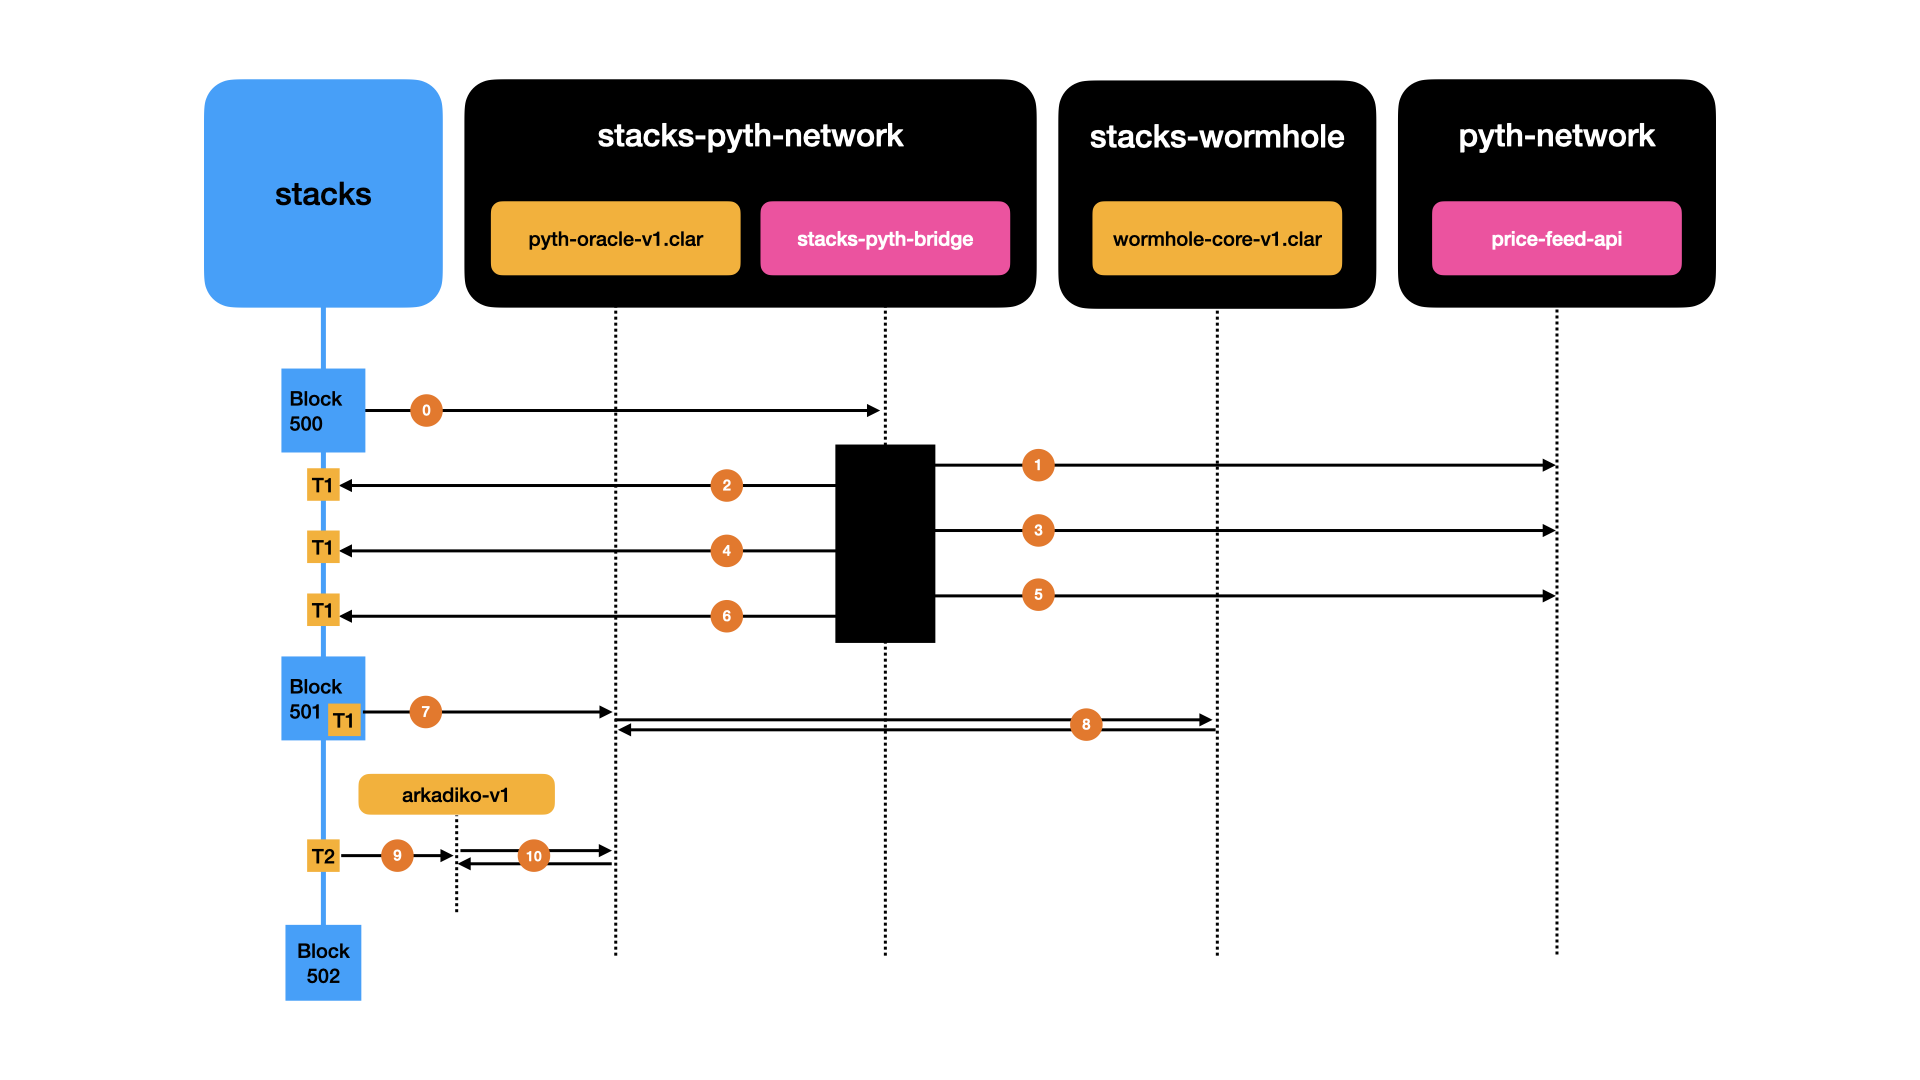 stacks
stacks-pyth-network
stacks-wormhole
pyth-network
pyth-oracle-v1.clar
stacks-pyth-bridge
wormhole-core-v1.clar
price-feed-api
Block
500
0
1
T1
2
3
T1
4
5
T1
6
Block
501
T1
7
8
arkadiko-v1
T2
9
10
Block
502